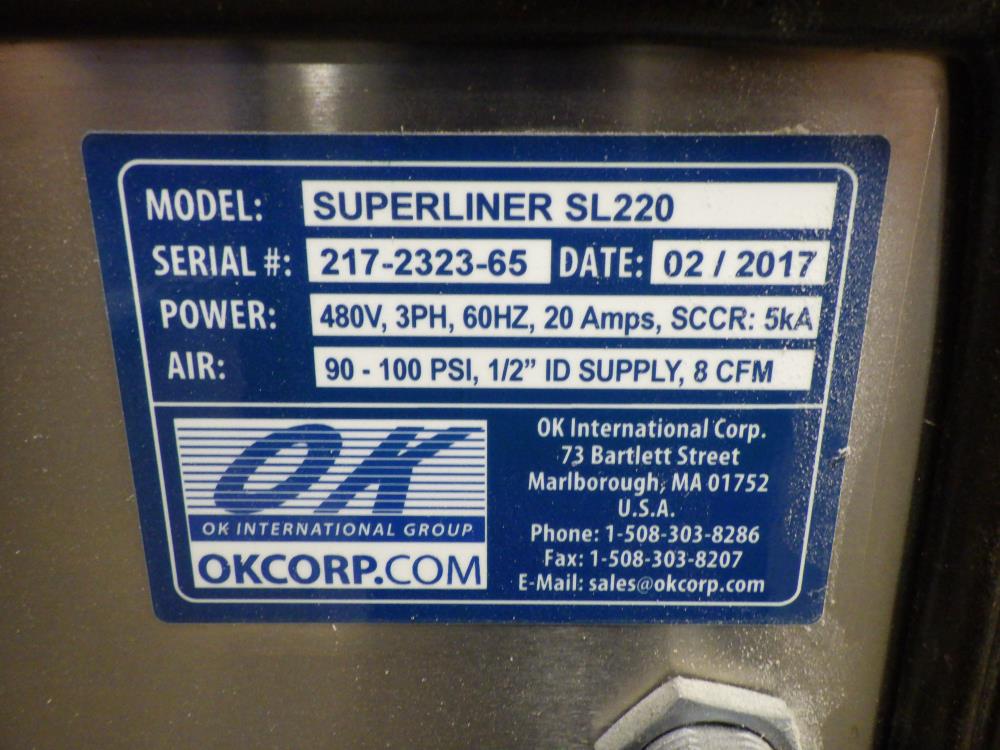 MODEL: SUPERLINER SL220
SERIAL #: 217-2323-65 DATE: 02 / 2017
POWER: 480V, 3PH, 60HZ, 20 Amps, SCCR: 5kA
AIR: 90 - 100 PSI, 1/2” ID SUPPLY, 8 CFM
OK
OK INTERNATIONAL GROUP
OKCORP.COM
OK International Corp.
73 Bartlett Street
Marlborough, MA 01752
U.S.A.
Phone: 1-508-303-8286
Fax: 1-508-303-8207
E-Mail: sales@okcorp.com